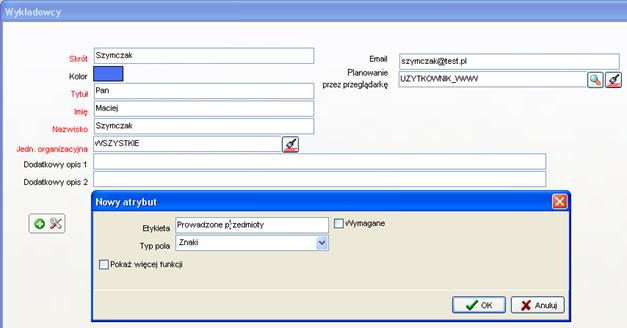 Wykładowcy
Skrót Szymczak
Kolor
Tytuł Pan
Imię Maciej
Nazwisko Szymczak
Jedn. organizacyjna WSZYSTKIE
Dodatkowy opis 1
Dodatkowy opis 2
Email szymczak@test.pl
Planowanie
przez przeglądarkę UZYTKOWNIK_WWW
Nowy atrybut
Etykieta Prowadzone przedmioty Wymagane
Typ pola Znaki
Pokaż więcej funkcji
OK Anuluj